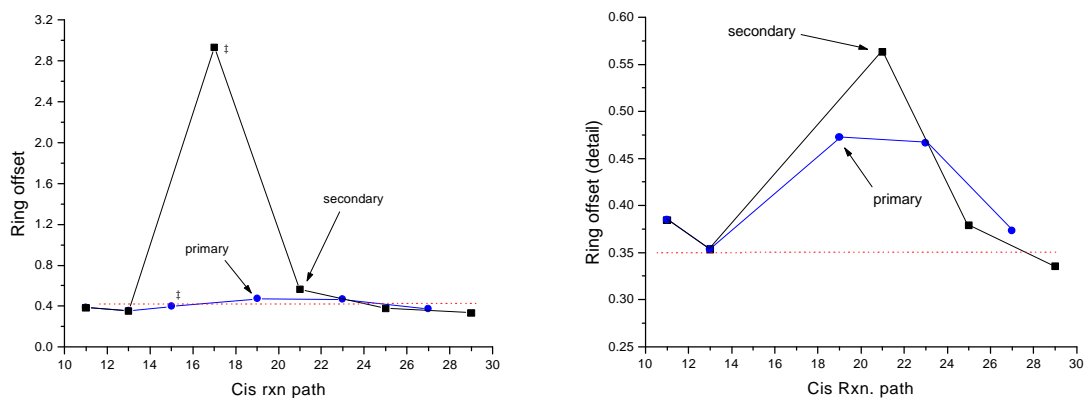 Ring offset
3.2
2.8
2.4
2.0
1.6
1.2
0.8
0.4
0.0
‡
secondary
primary
‡
10 12 14 16 18 20 22 24 26 28 30
Cis rxn path
Ring offset (detail)
0.60
0.55
0.50
0.45
0.40
0.35
0.30
0.25
secondary
primary
10 12 14 16 18 20 22 24 26 28 30
Cis Rxn. path